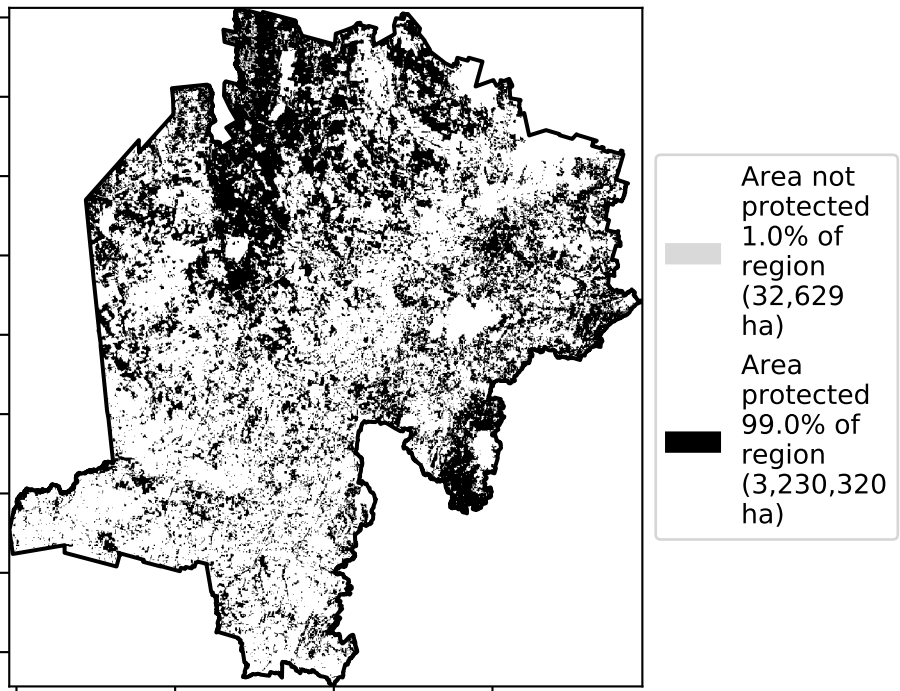 Area not
protected
1.0% of
region
(32,629
ha)
Area
protected
99.0% of
region
(3,230,320
ha)